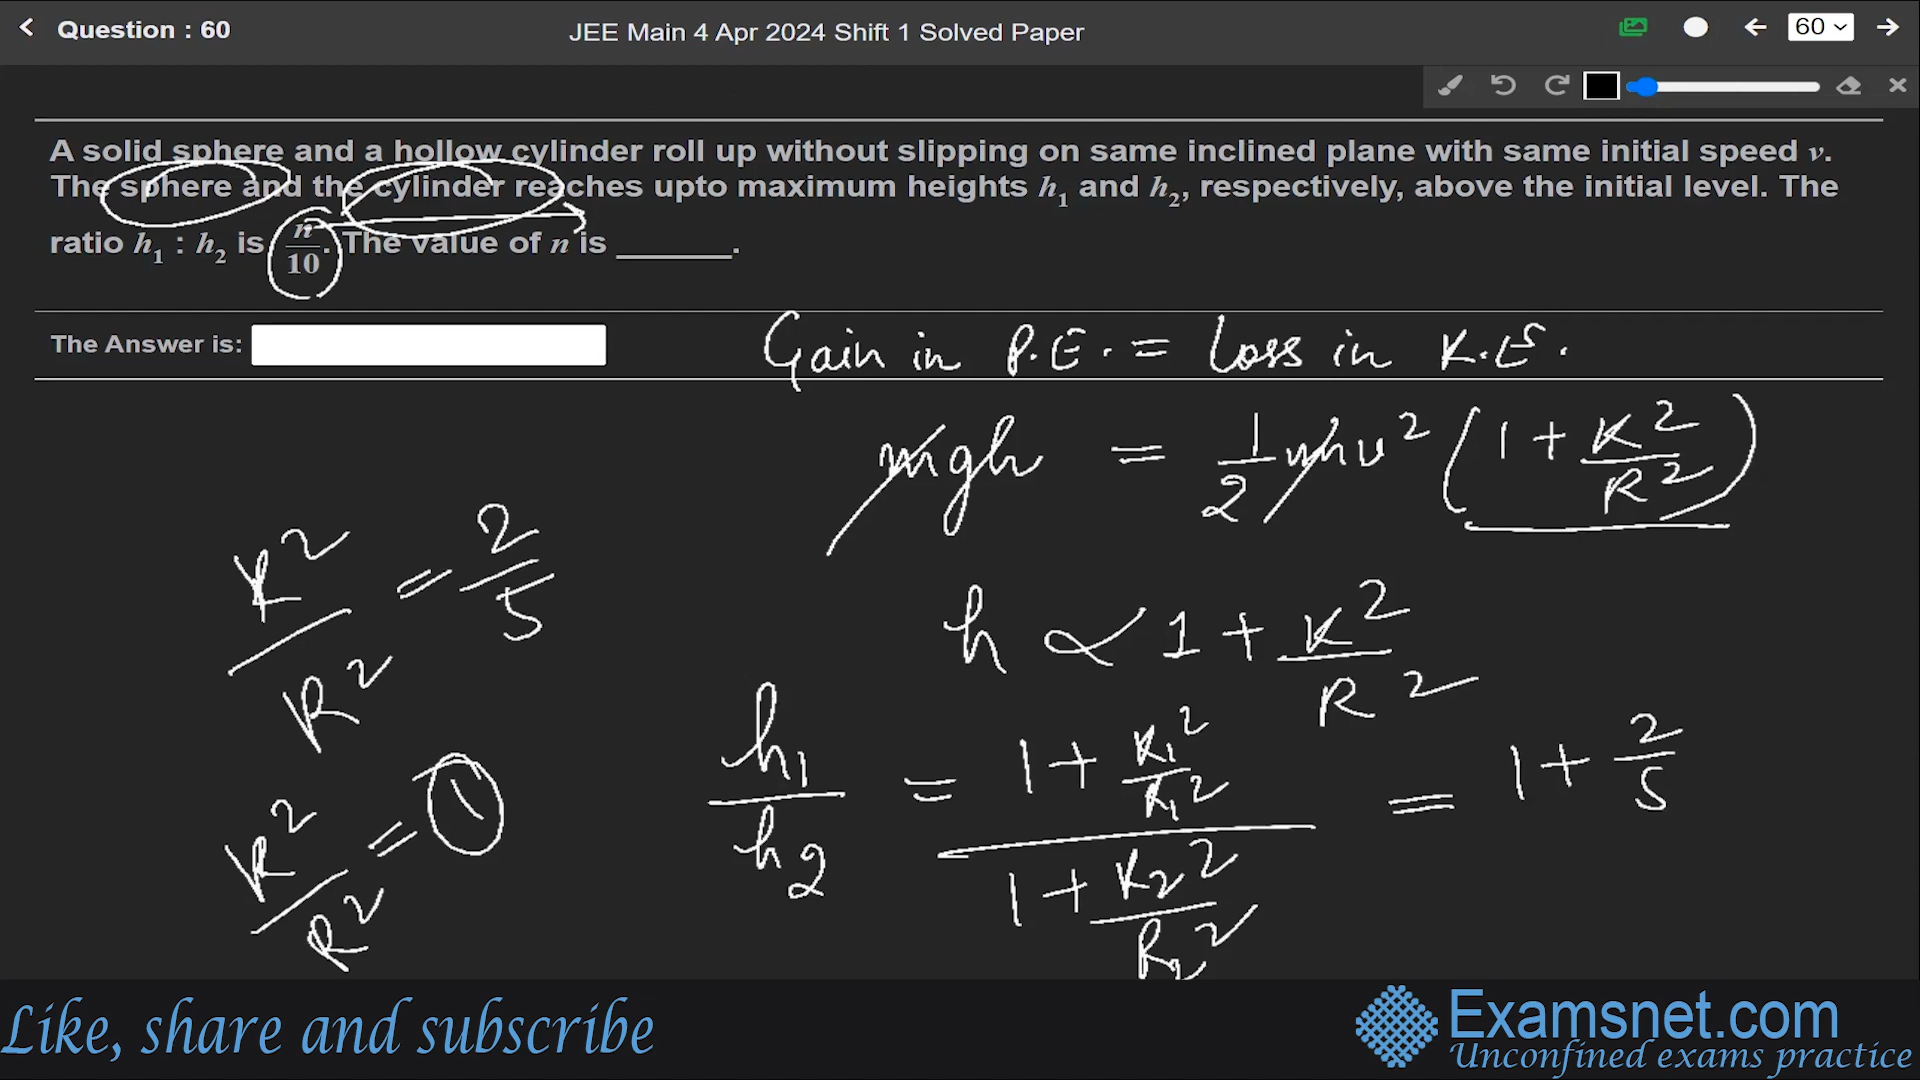 Question : 60
JEE Main 4 Apr 2024 Shift 1 Solved Paper
60
A solid sphere and a hollow cylinder roll up without slipping on same inclined plane with same initial speed v.
The sphere and the cylinder reaches upto maximum heights h₁ and h₂, respectively, above the initial level. The
ratio h₁ : h₂ is n/10. The value of n is _______.
The Answer is:
Gain in P.E. = Loss in K.E.
mgh = 1/2 mv² (1 + K²/R²)
K²/R² = 2/5
h ∝ 1 + K²/R²
h₁/h₂ = (1 + K₁²/R₁²)/(1 + K₂²/R₂²) = 1 + 2/5
K²/R² = 1
Like, share and subscribe
Examsnet.com
Unconfined exams practice